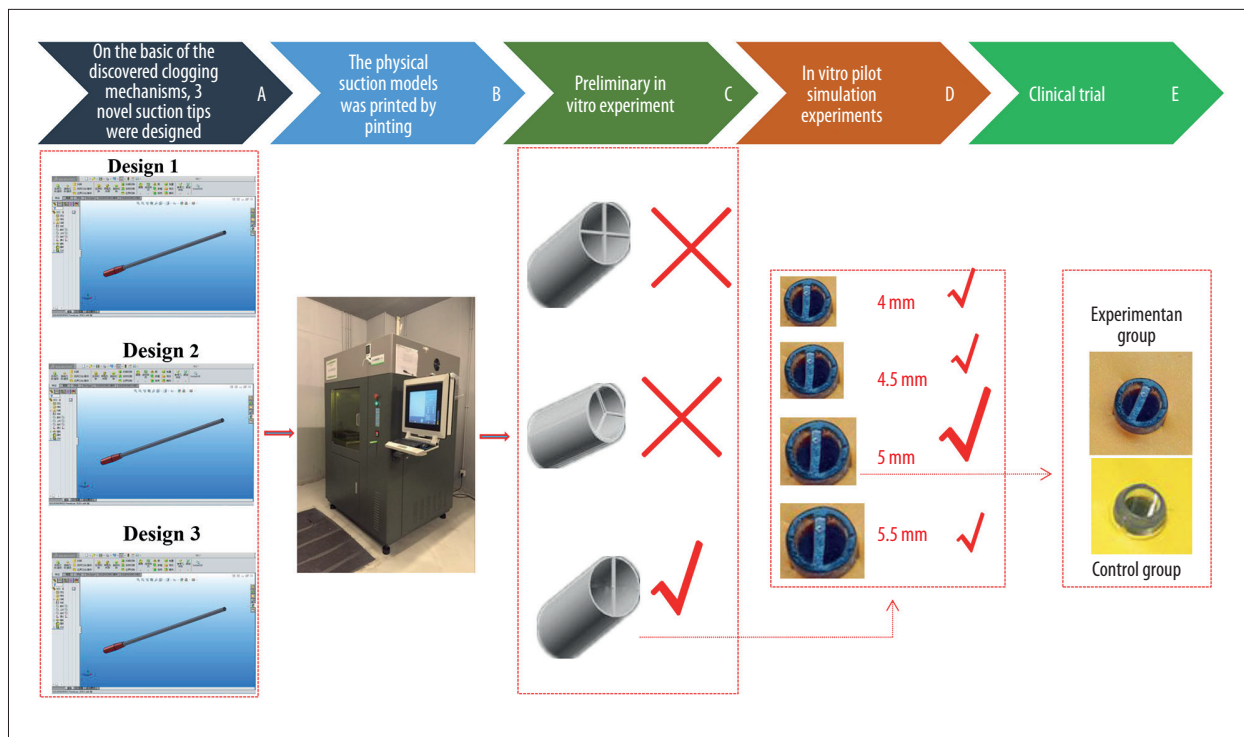 On the basic of the
discovered clogging
mechanisms, 3
novel suction tips
were designed
A
The physical
suction models
was printed by
pinting
B
Preliminary in
vitro experiment
C
In vitro pilot
simulation
experiments
D
Clinical trial
E
Design 1
Design 2
Design 3
4 mm
4.5 mm
5 mm
5.5 mm
Experimentan
group
Control group